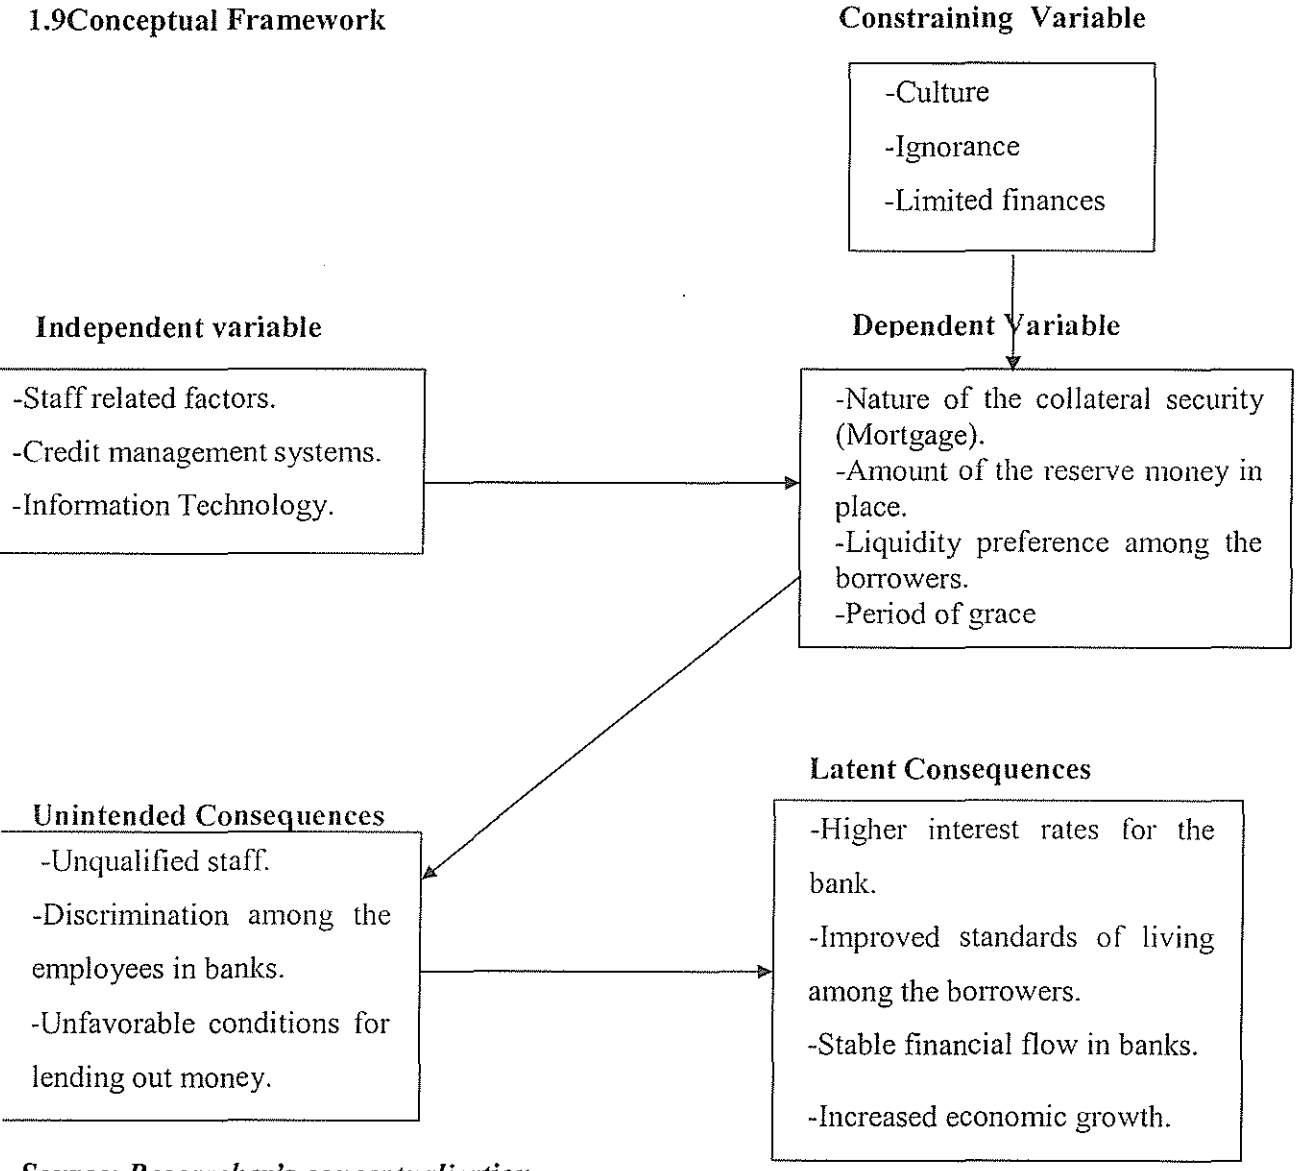 1.9Conceptual Framework
Constraining Variable
-Culture
-Ignorance
-Limited finances
Independent variable
-Staff related factors.
-Credit management systems.
-Information Technology.
Dependent Variable
-Nature of the collateral security
(Mortgage).
-Amount of the reserve money in
place.
-Liquidity preference among the
borrowers.
-Period of grace
Unintended Consequences
-Unqualified staff.
-Discrimination among the
employees in banks.
-Unfavorable conditions for
lending out money.
Latent Consequences
-Higher interest rates for the
bank.
-Improved standards of living
among the borrowers.
-Stable financial flow in banks.
-Increased economic growth.
Source: Researcher's conceptualisation